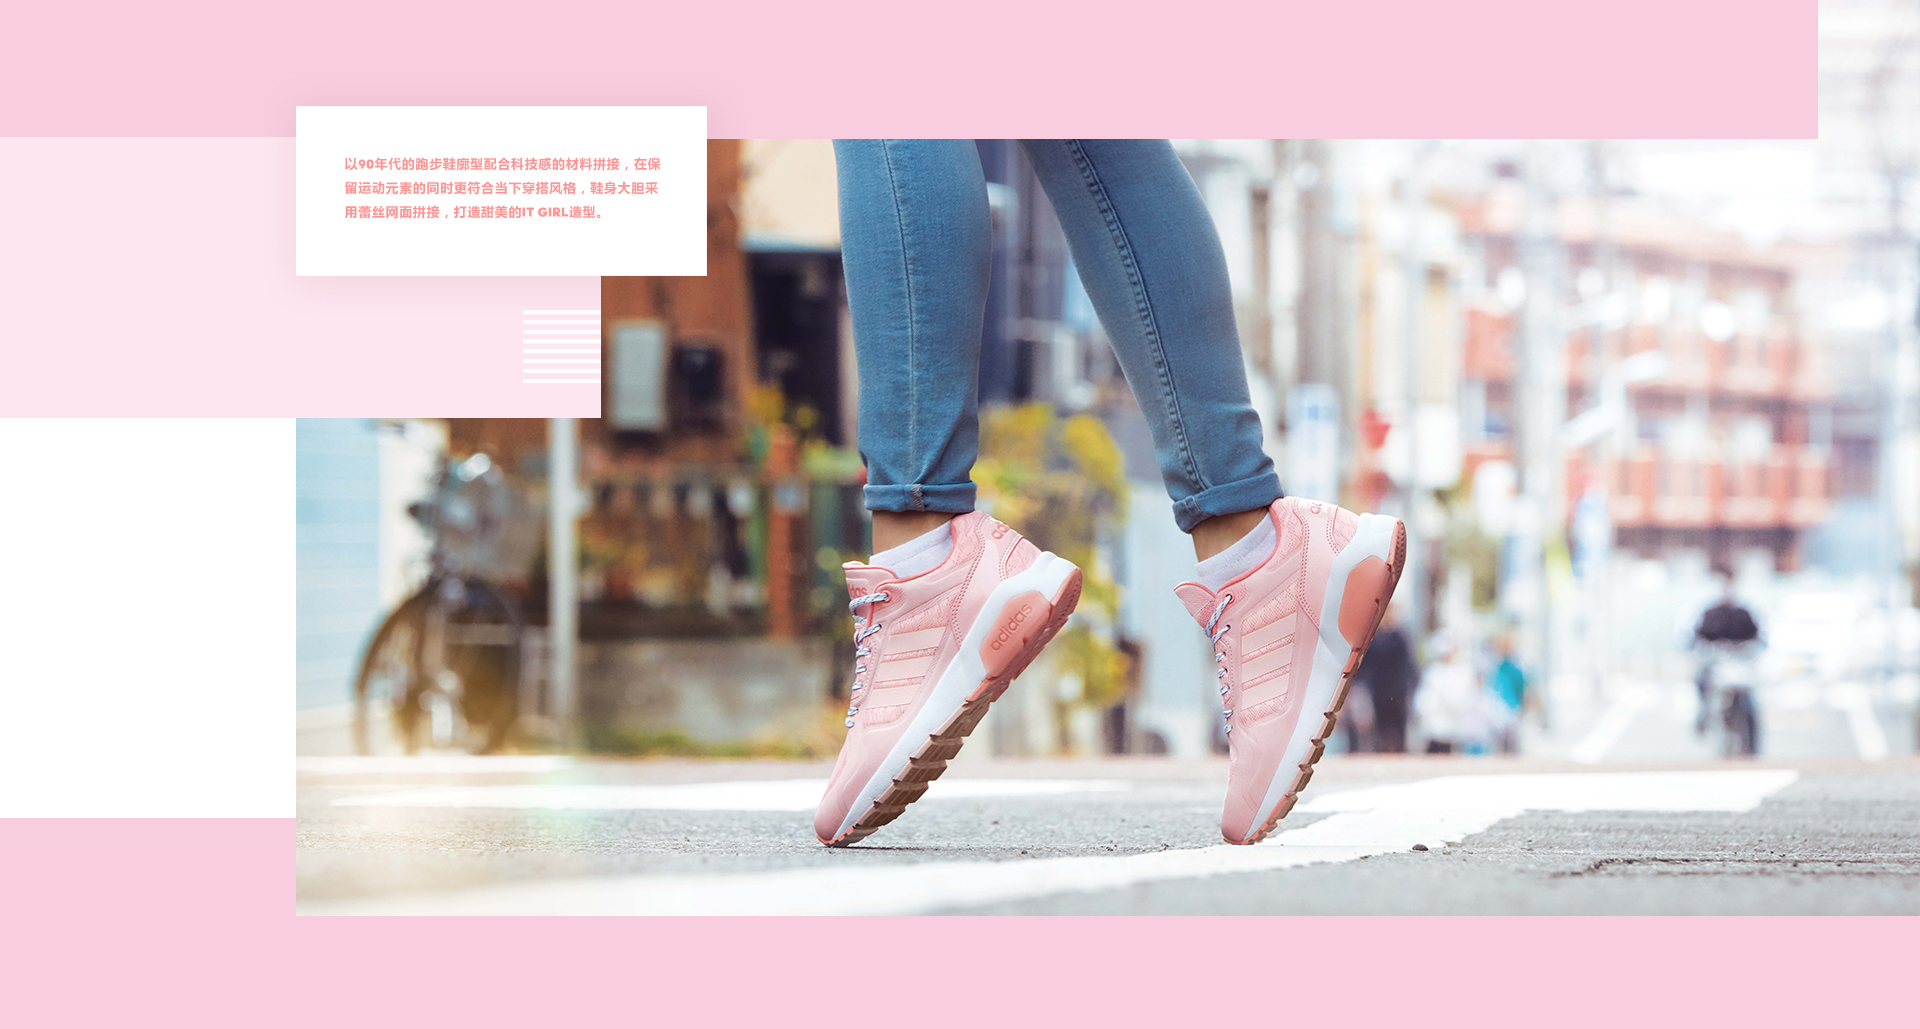 以90年代的跑步鞋廓型配合科技感的材料拼接，在保
留运动元素的同时更符合当下穿搭风格，鞋身大胆采
用蕾丝网面拼接，打造甜美的IT GIRL造型。
adidas